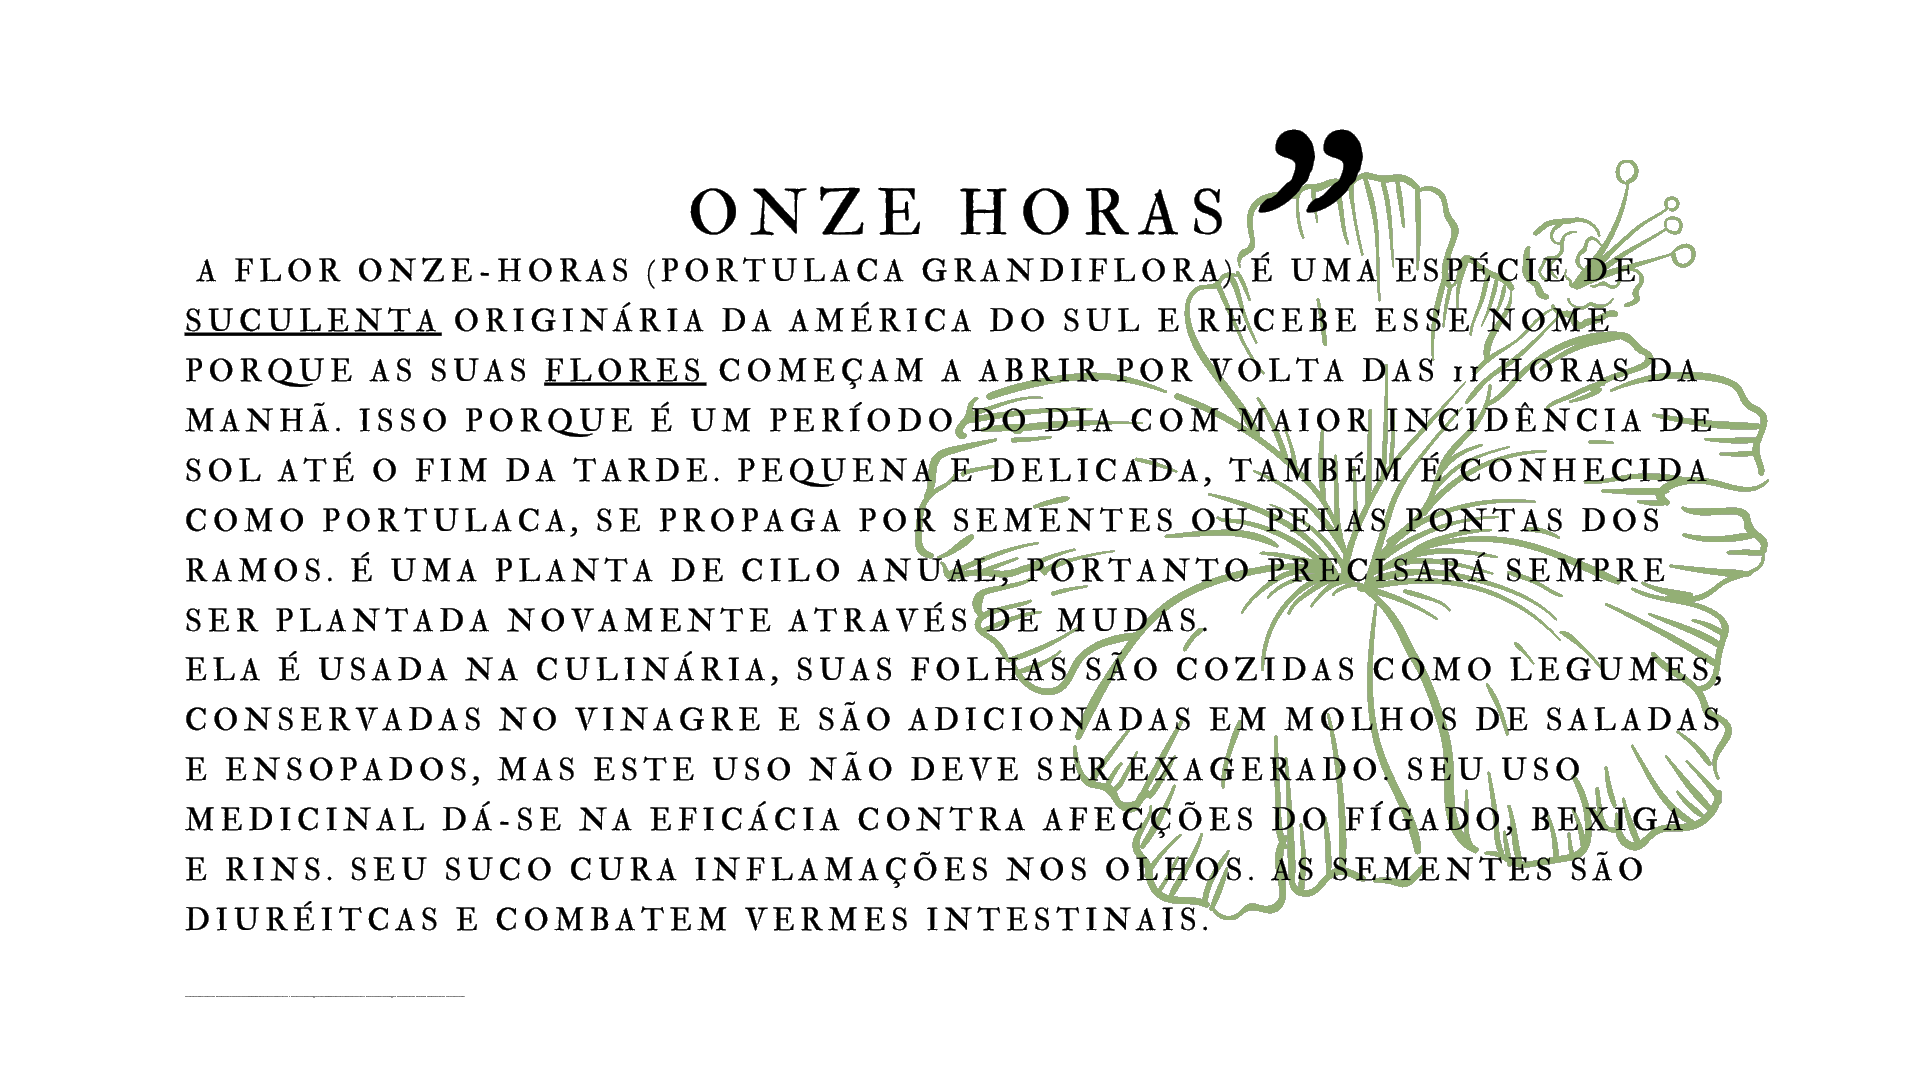 ONZE HORAS ”
A FLOR ONZE-HORAS (PORTULACA GRANDIFLORA) É UMA ESPÉCIE DE
SUCULENTA ORIGINÁRIA DA AMÉRICA DO SUL E RECEBE ESSE NOME
PORQUE AS SUAS FLORES COMEÇAM A ABRIR POR VOLTA DAS 11 HORAS DA
MANHÃ. ISSO PORQUE É UM PERÍODO DO DIA COM MAIOR INCIDÊNCIA DE
SOL ATÉ O FIM DA TARDE. PEQUENA E DELICADA, TAMBÉM É CONHECIDA
COMO PORTULACA, SE PROPAGA POR SEMENTES OU PELAS PONTAS DOS
RAMOS. É UMA PLANTA DE CILO ANUAL, PORTANTO PRECISARÁ SEMPRE
SER PLANTADA NOVAMENTE ATRAVÉS DE MUDAS.
ELA É USADA NA CULINÁRIA, SUAS FOLHAS SÃO COZIDAS COMO LEGUMES,
CONSERVADAS NO VINAGRE E SÃO ADICIONADAS EM MOLHOS DE SALADAS
E ENSOPADOS, MAS ESTE USO NÃO DEVE SER EXAGERADO. SEU USO
MEDICINAL DÁ-SE NA EFICÁCIA CONTRA AFECÇÕES DO FÍGADO, BEXIGA
E RINS. SEU SUCO CURA INFLAMAÇÕES NOS OLHOS. AS SEMENTES SÃO
DIURÉITCAS E COMBATEM VERMES INTESTINAIS.